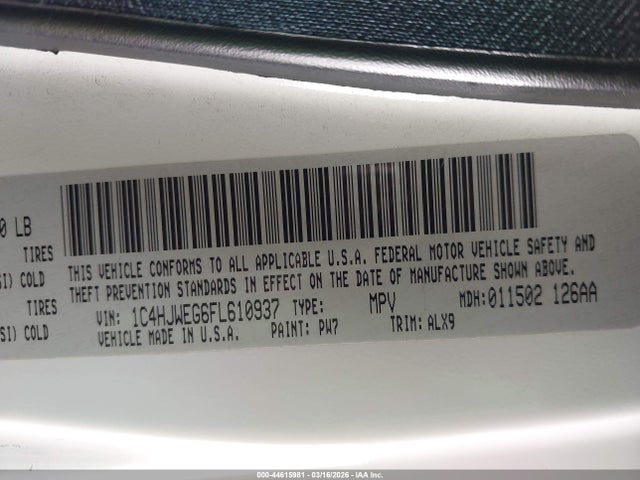 0 LB
TIRES
SI) COLD
TIRES
SI) COLD
THIS VEHICLE CONFORMS TO ALL APPLICABLE U.S.A. FEDERAL MOTOR VEHICLE SAFETY AND
THEFT PREVENTION STANDARDS IN EFFECT ON THE DATE OF MANUFACTURE SHOWN ABOVE.
VIN: 1C4HJWEG6FL610937 TYPE: MPV MDH: 011502 126AA
VEHICLE MADE IN U.S.A. PAINT: PW7 TRIM: ALX9
000-44615981 - 03/16/2026 - IAA Inc.